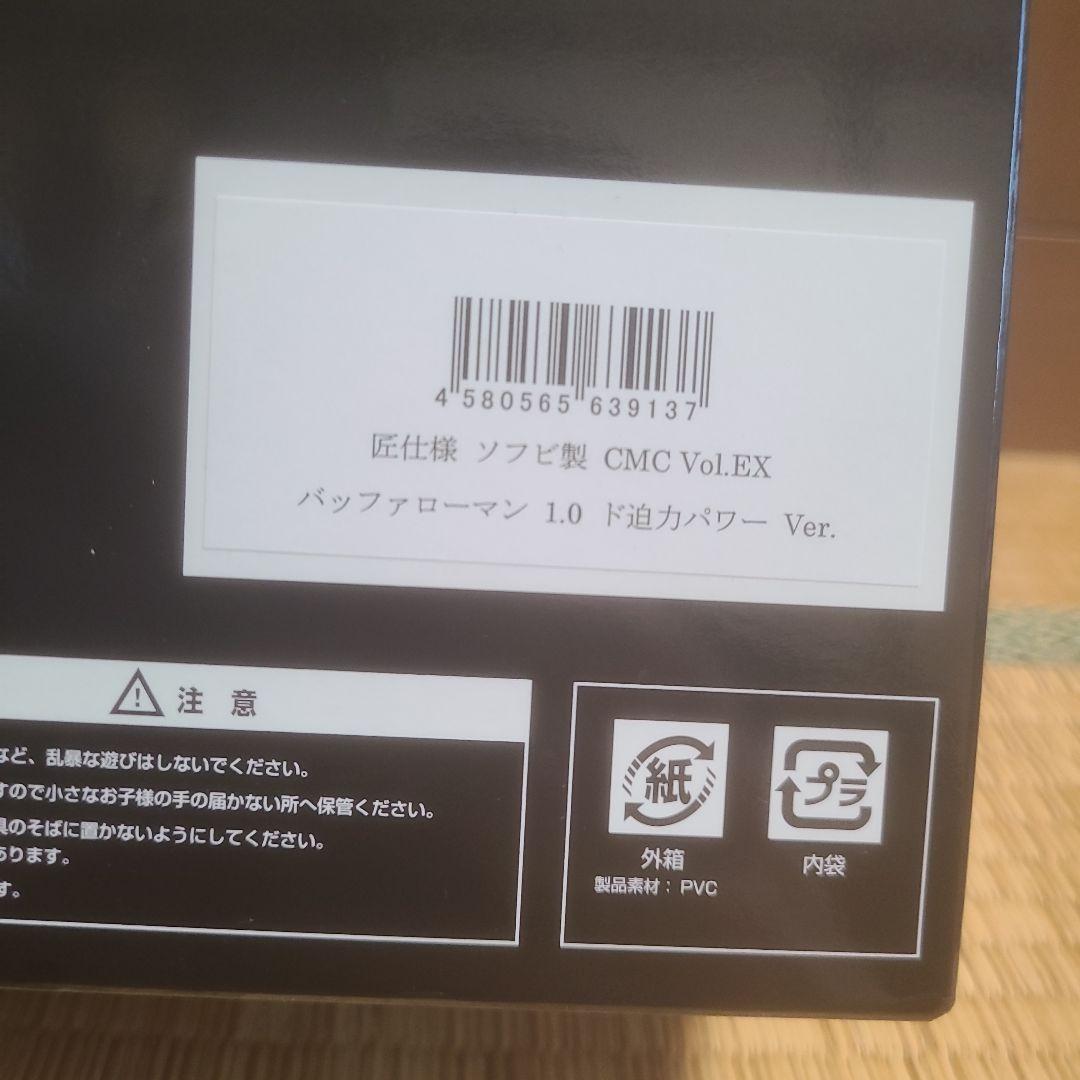 4 580565 639137
匠仕様 ソフビ製 CMC Vol.EX
バッファローマン 1.0 ド迫力パワー Ver.
注 意
など、乱暴な遊びはしないでください。
すので小さなお子様の手の届かない所へ保管ください。
具のそばに置かないようにしてください。
あります。
す。
紙
外箱
製品素材：PVC
プラ
内袋